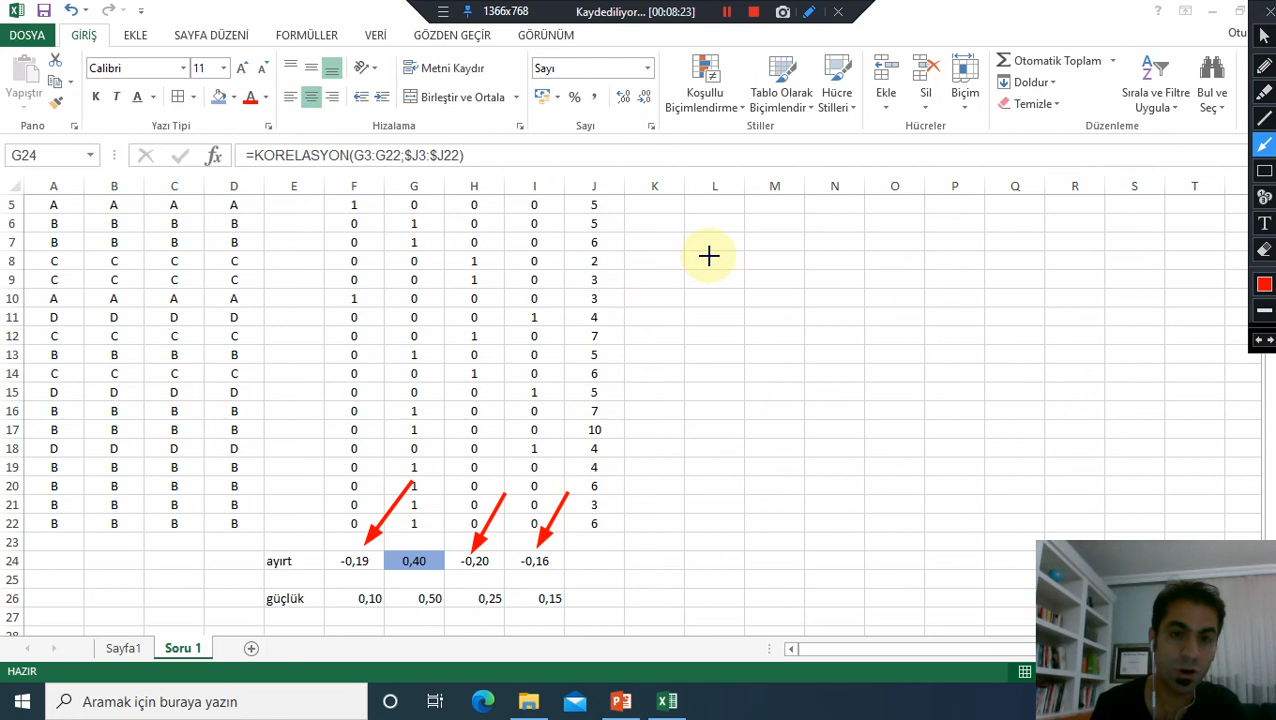 1366x768
Kaydediliyor... [00:08:23]
DOSYA GİRİŞ EKLE SAYFA DÜZENİ FORMÜLLER VERİ GÖZDEN GEÇİR GÖRÜNÜM Otu
Yapıştır
Calibri 11
K T A A
Metni Kaydır
Birleştir ve Ortala
Sayı
Koşullu Biçimlendirme
Tablo Olarak Biçimlendir
Hücre Stilleri
Ekle Sil Biçim
Otomatik Toplam
Doldur
Temizle
Sırala ve Filtre Uygula
Bul ve Seç
Pano Yazı Tipi Hizalama Sayı Stiller Hücreler Düzenleme
G24 fx =KORELASYON(G3:G22;$J3:$J22)
A B C D E F G H I J K L M N O P Q R S T
5 A A A A 1 0 0 0 5
6 B B B B 0 1 0 0 5
7 B B B B 0 1 0 0 6
8 C C C C 0 0 1 0 2
9 C C C C 0 0 1 0 3
10 A A A A 1 0 0 0 3
11 D D D D 0 0 0 1 4
12 C C C C 0 0 1 0 7
13 B B B B 0 1 0 0 5
14 C C C C 0 0 1 0 6
15 D D D D 0 0 0 1 5
16 B B B B 0 1 0 0 7
17 B B B B 0 1 0 0 10
18 D D D D 0 0 0 1 4
19 B B B B 0 1 0 0 4
20 B B B B 0 1 0 0 6
21 B B B B 0 1 0 0 3
22 B B B B 0 1 0 0 6
23
24 ayırt -0,19 0,40 -0,20 -0,16
25
26 güçlük 0,10 0,50 0,25 0,15
27
28
Sayfa1 Soru 1
HAZIR
Aramak için buraya yazın